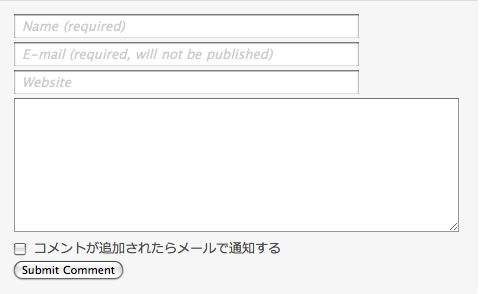 Name (required)
E-mail (required, will not be published)
Website
コメントが追加されたらメールで通知する
Submit Comment